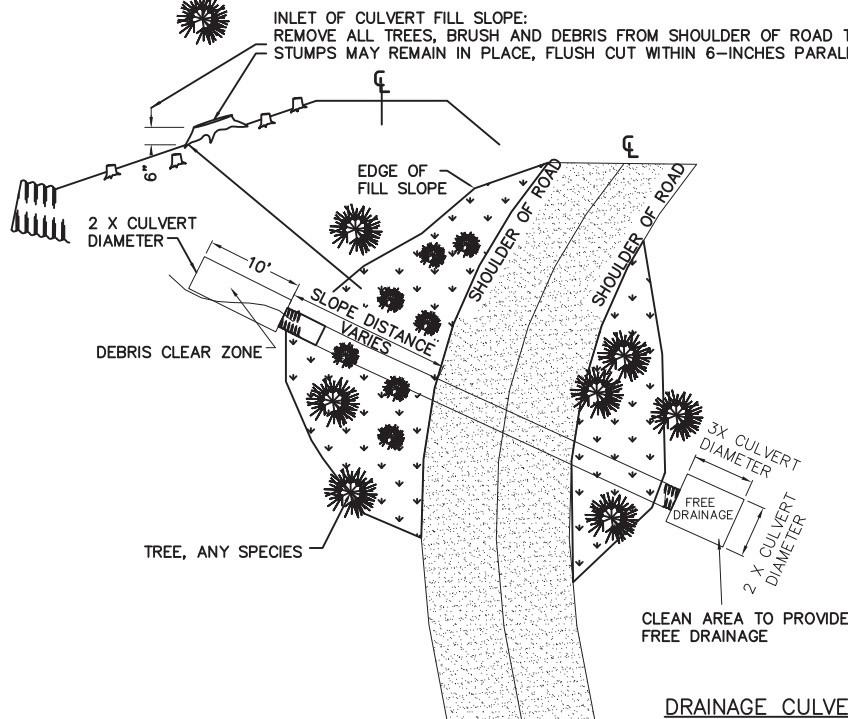 INLET OF CULVERT FILL SLOPE:
REMOVE ALL TREES, BRUSH AND DEBRIS FROM SHOULDER OF ROAD
STUMPS MAY REMAIN IN PLACE, FLUSH CUT WITHIN 6-INCHES
℄
℄
6"
EDGE OF
FILL SLOPE
SHOULDER OF ROAD
SHOULDER OF ROAD
2 X CULVERT
DIAMETER
10'
SLOPE DISTANCE
VARIES
DEBRIS CLEAR ZONE
3X CULVERT
DIAMETER
FREE
DRAINAGE
2 X CULVERT
DIAMETER
TREE, ANY SPECIES
CLEAN AREA TO PROVIDE
FREE DRAINAGE
DRAINAGE